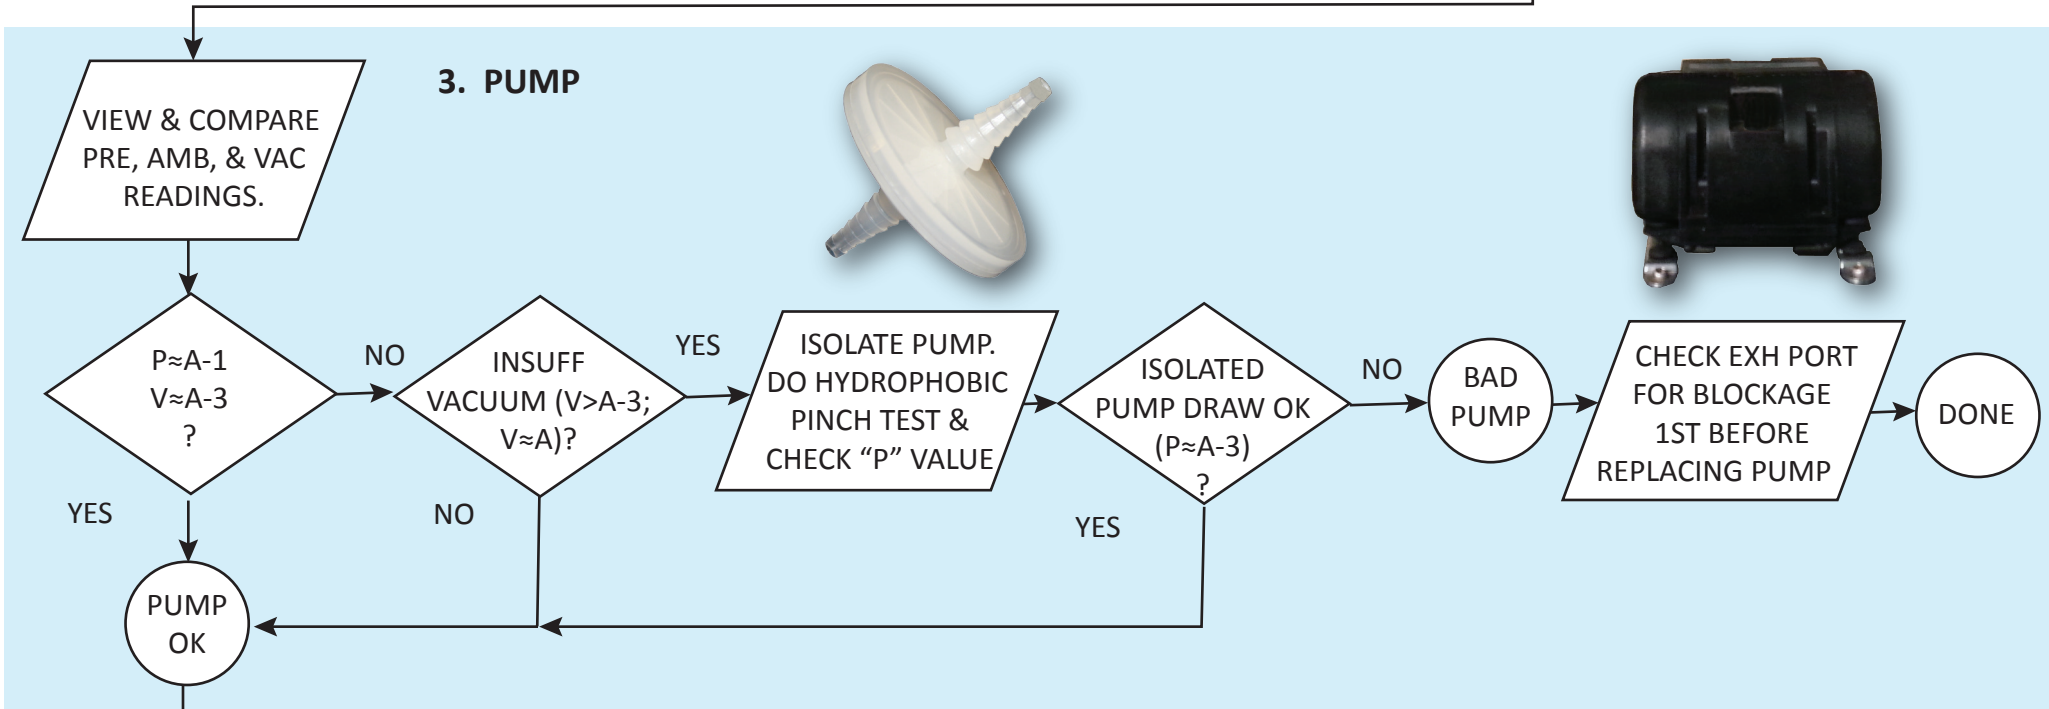 3. PUMP
VIEW & COMPARE
PRE, AMB, & VAC
READINGS.
P≈A-1
V≈A-3
?
NO
YES
INSUFF
VACUUM (V>A-3;
V≈A)?
YES
NO
ISOLATE PUMP.
DO HYDROPHOBIC
PINCH TEST &
CHECK “P” VALUE
ISOLATED
PUMP DRAW OK
(P≈A-3)
?
NO
YES
BAD
PUMP
CHECK EXH PORT
FOR BLOCKAGE
1ST BEFORE
REPLACING PUMP
DONE
PUMP
OK